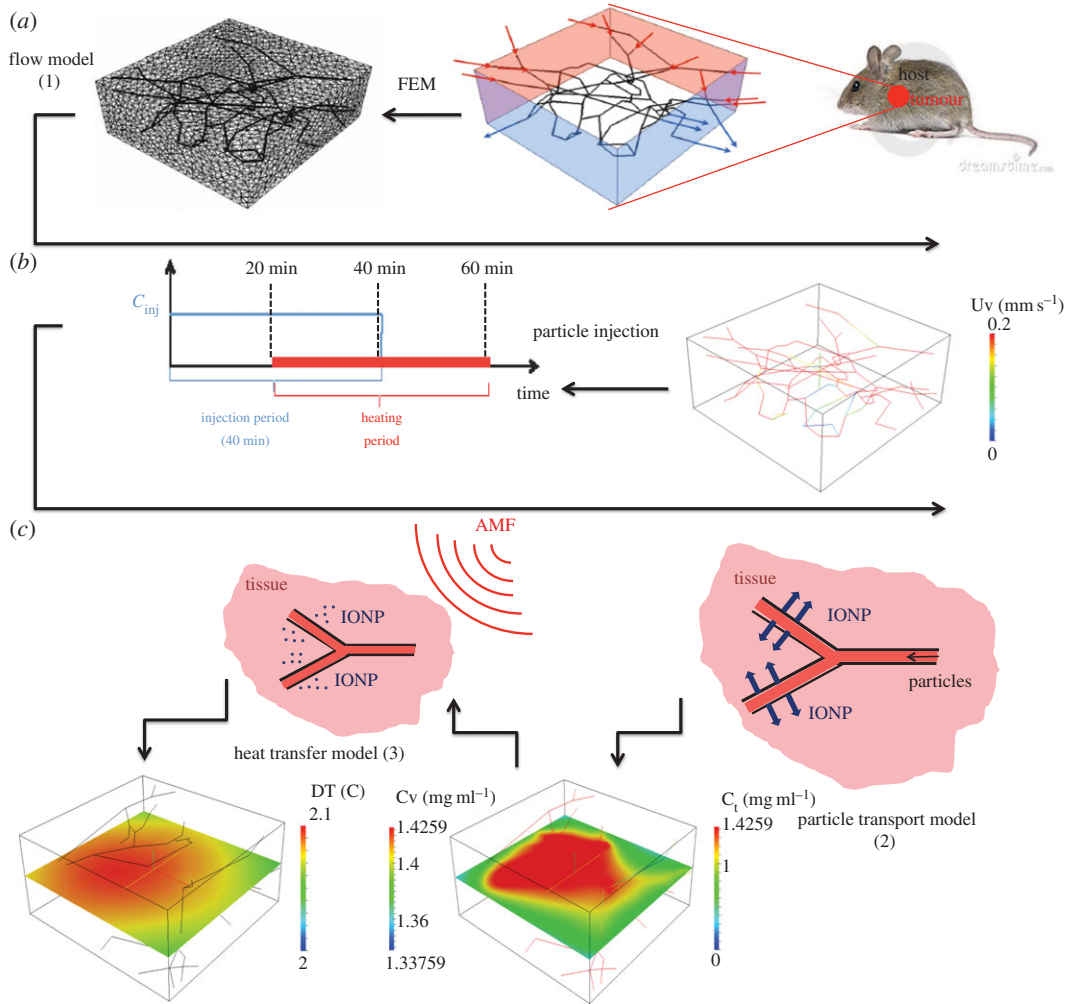 (a)
flow model
(1)
FEM
host
tumour
dreamstime.com
(b)
20 min
40 min
60 min
Cinj
particle injection
time
injection period
(40 min)
heating
period
Uv (mm s⁻¹)
0.2
0
(c)
AMF
tissue
IONP
IONP
heat transfer model (3)
tissue
IONP
particles
IONP
particle transport model
(2)
DT (C)
2.1
2
Cv (mg ml⁻¹)
1.4259
1.4
1.36
1.33759
Ct (mg ml⁻¹)
1.4259
1
0